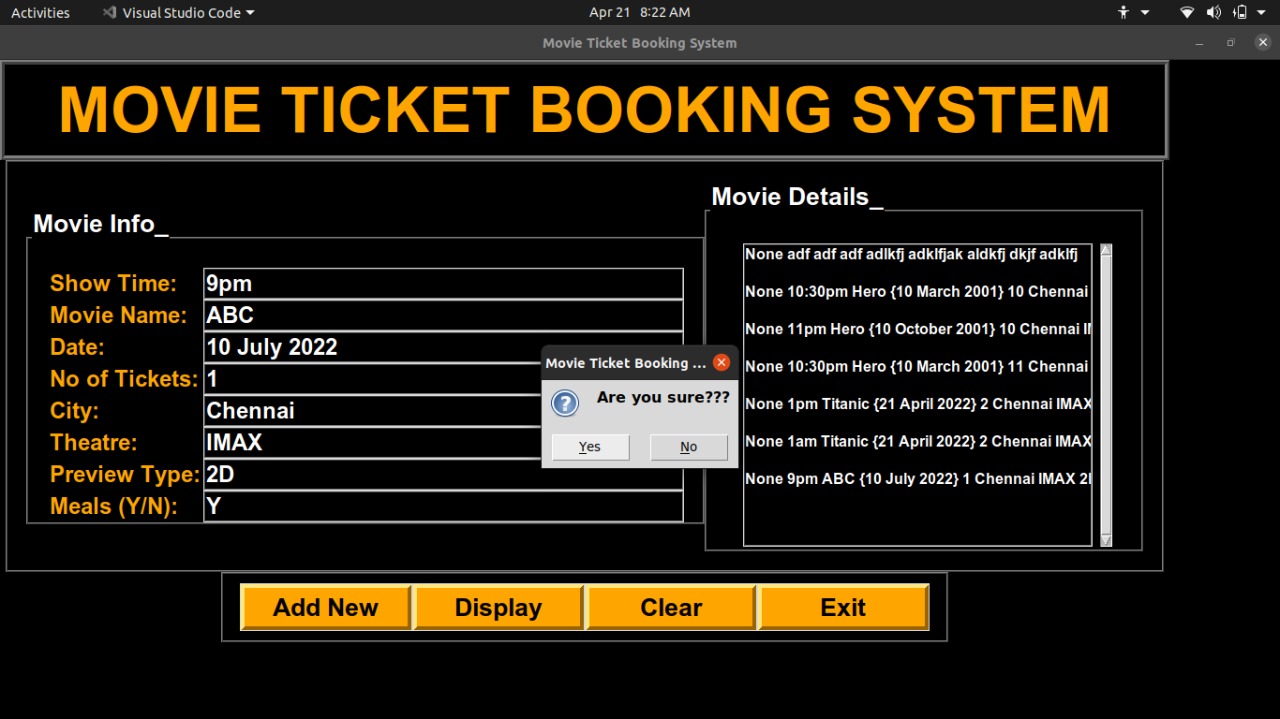 Activities
Visual Studio Code
Apr 21 8:22 AM
Movie Ticket Booking System
MOVIE TICKET BOOKING SYSTEM
Movie Info_
Show Time: 9pm
Movie Name: ABC
Date: 10 July 2022
No of Tickets: 1
City: Chennai
Theatre: IMAX
Preview Type: 2D
Meals (Y/N): Y
Movie Details_
None adf adf adf adlkfj adklfjak aldkfj dkjf adklfj
None 10:30pm Hero {10 March 2001} 10 Chennai
None 11pm Hero {10 October 2001} 10 Chennai
None 10:30pm Hero {10 March 2001} 11 Chennai
None 1pm Titanic {21 April 2022} 2 Chennai IMAX
None 1am Titanic {21 April 2022} 2 Chennai IMAX
None 9pm ABC {10 July 2022} 1 Chennai IMAX
Movie Ticket Booking ...
Are you sure???
Yes
No
Add New
Display
Clear
Exit